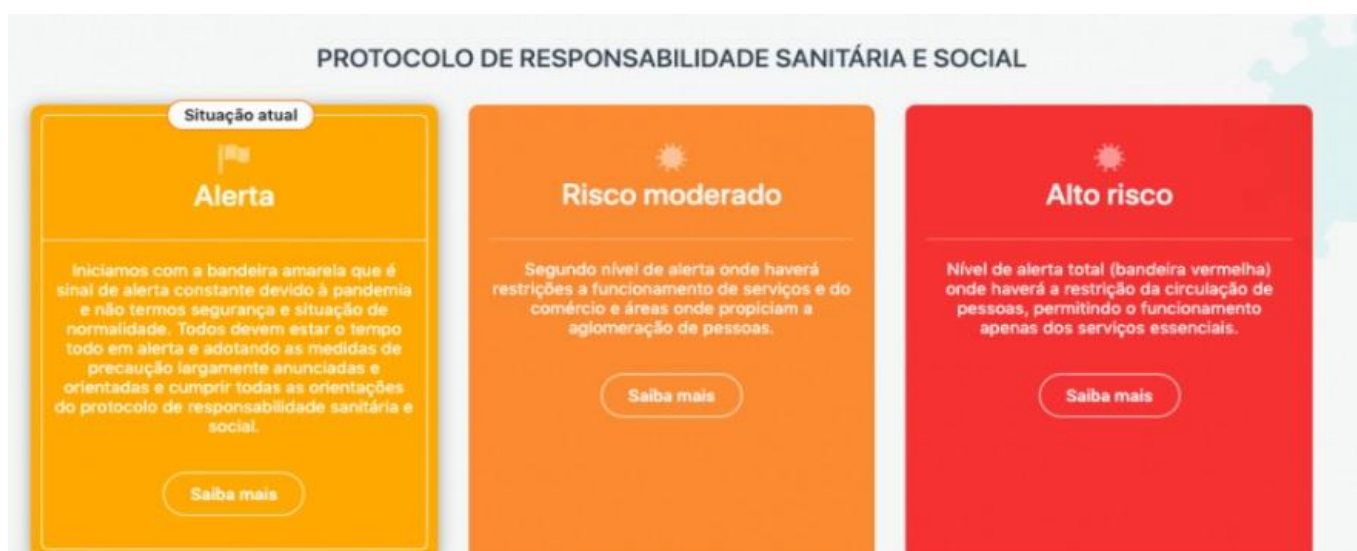 PROTOCOLO DE RESPONSABILIDADE SANITÁRIA E SOCIAL
Situação atual
Alerta
Iniciamos com a bandeira amarela que é
sinal de alerta constante devido à pandemia
e não termos segurança e situação de
normalidade. Todos devem estar o tempo
todo em alerta e adotando as medidas de
precaução largamente anunciadas e
orientadas e cumprir todas as orientações
do protocolo de responsabilidade sanitária e
social.
Saiba mais
Risco moderado
Segundo nível de alerta onde haverá
restrições a funcionamento de serviços e do
comércio e áreas onde propiciam a
aglomeração de pessoas.
Saiba mais
Alto risco
Nível de alerta total (bandeira vermelha)
onde haverá a restrição da circulação de
pessoas, permitindo o funcionamento
apenas dos serviços essenciais.
Saiba mais